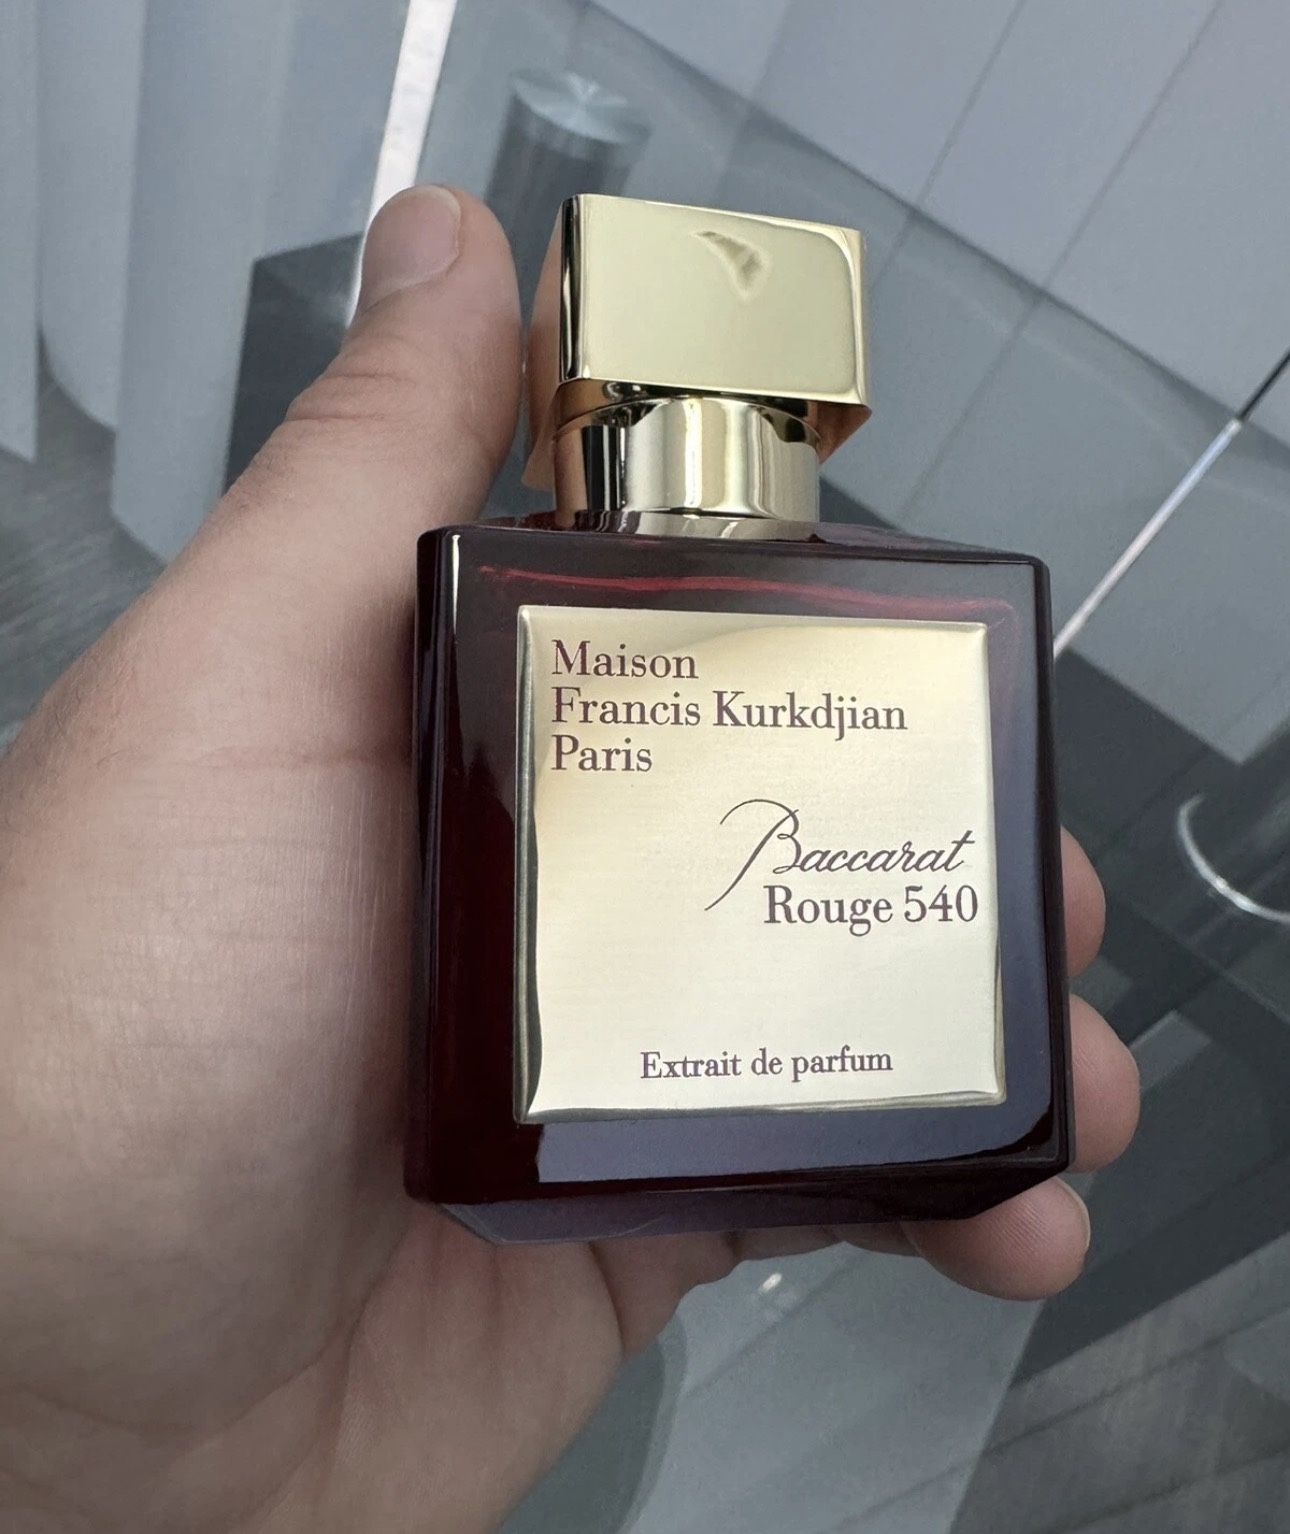 Maison
Francis Kurkdjian
Paris
Baccarat
Rouge 540
Extrait de parfum